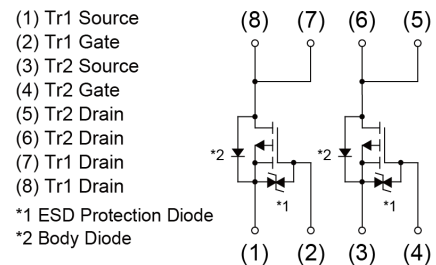 (1) Tr1 Source
(2) Tr1 Gate
(3) Tr2 Source
(4) Tr2 Gate
(5) Tr2 Drain
(6) Tr2 Drain
(7) Tr1 Drain
(8) Tr1 Drain
*1 ESD Protection Diode
*2 Body Diode
(8) (7) (6) (5)
*2 *2
*1 *1
(1) (2) (3) (4)